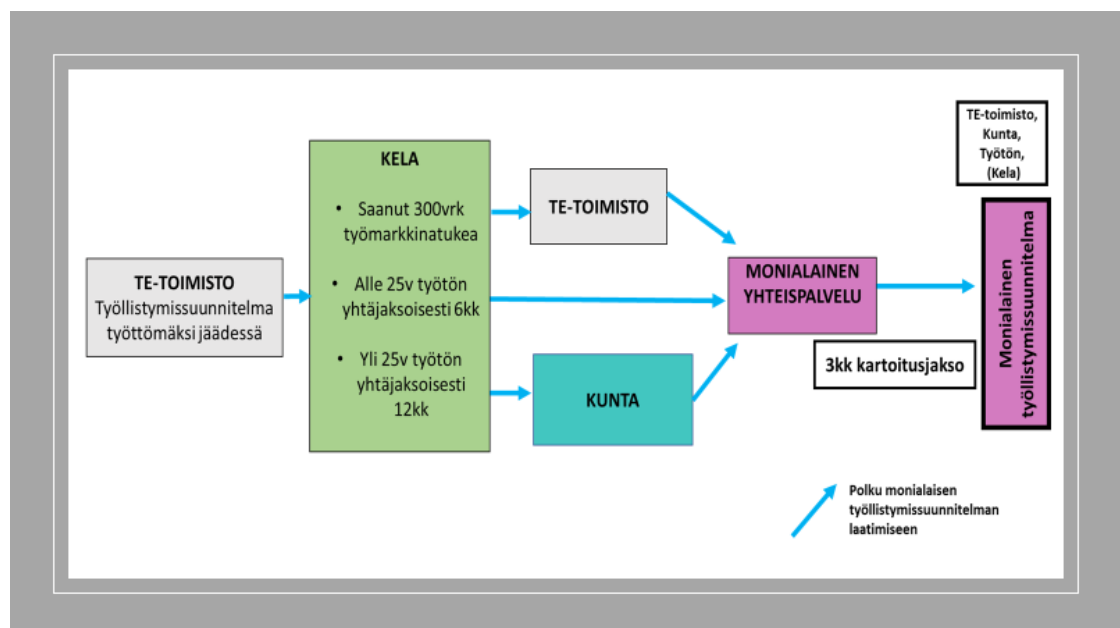 TE-TOIMISTO
Työllistymissuunnitelma
työttömäksi jäädessä
KELA
• Saanut 300vrk
työmarkkinatukea
• Alle 25v työtön
yhtäjaksoisesti 6kk
• Yli 25v työtön
yhtäjaksoisesti
12kk
TE-TOIMISTO
KUNTA
MONIALAINEN
YHTEISPALVELU
3kk kartoitusjakso
TE-toimisto,
Kunta,
Työtön,
(Kela)
Monialainen
työllistymissuunnitelma
Polku monialaisen
työllistymissuunnitelman
laatimiseen